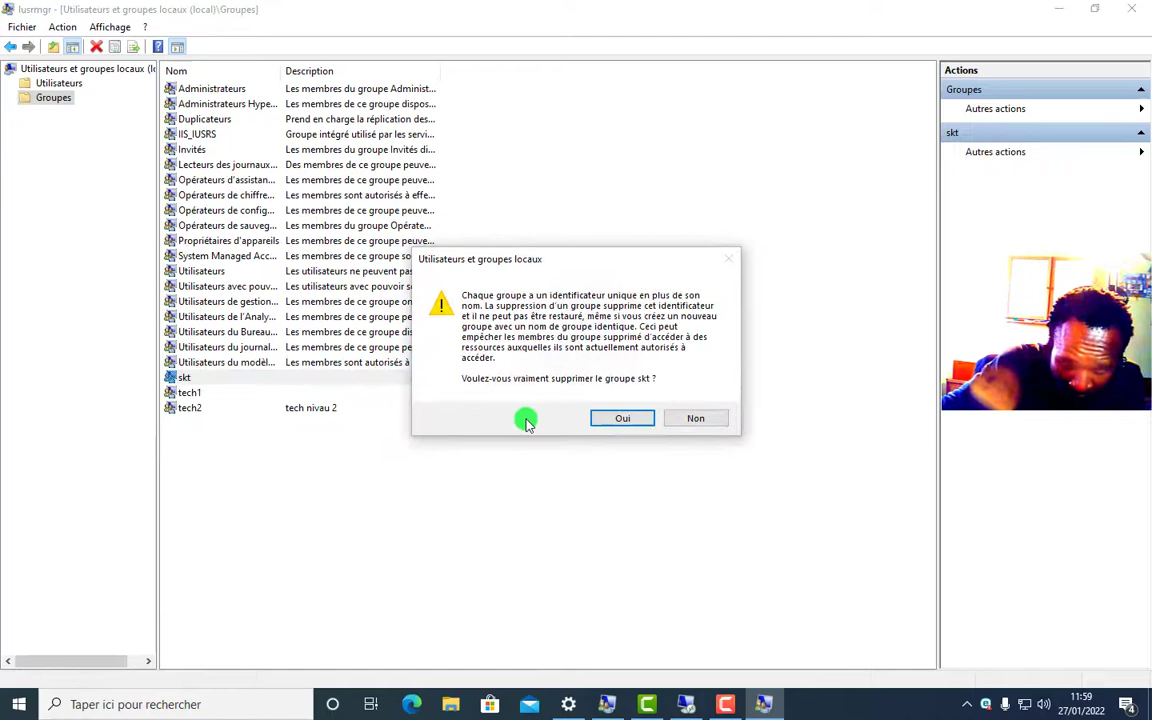 lusrmgr - [Utilisateurs et groupes locaux (local)\Groupes]
Fichier Action Affichage ?
Utilisateurs et groupes locaux (l
Utilisateurs
Groupes
Nom Description
Administrateurs Les membres du groupe Administ...
Administrateurs Hype... Les membres de ce groupe dispos...
Duplicateurs Prend en charge la réplication des...
IIS_IUSRS Groupe intégré utilisé par les servi...
Invités Les membres du groupe Invités di...
Lecteurs des journaux... Des membres de ce groupe peuve...
Opérateurs d'assistan... Les membres de ce groupe peuve...
Opérateurs de chiffre... Les membres sont autorisés à effe...
Opérateurs de config... Les membres de ce groupe peuve...
Opérateurs de sauveg... Les membres du groupe Opérate...
Propriétaires d'appareils Les membres de ce groupe peuve...
System Managed Acc... Les membres de ce groupe sont g
Utilisateurs Les utilisateurs ne peuvent pas
Utilisateurs avec pouv... Les utilisateurs avec pouvoir s
Utilisateurs de gestion... Les membres de ce groupe on
Utilisateurs de l'Analy... Les membres de ce groupe peu
Utilisateurs du Bureau... Les membres de ce groupe dis
Utilisateurs du journal... Les membres de ce groupe pe
Utilisateurs du modèl... Les membres sont autorisés à
skt
tech1
tech2 tech nivau 2
Utilisateurs et groupes locaux
Chaque groupe a un identificateur unique en plus de son
nom. La suppression d'un groupe supprime cet identificateur
et il ne peut pas être restauré, même si vous créez un nouveau
groupe avec un nom de groupe identique. Ceci peut
empêcher les membres du groupe supprimé d'accéder à des
ressources auxquelles ils sont actuellement autorisés à
accéder.
Voulez-vous vraiment supprimer le groupe skt ?
Oui Non
Actions
Groupes
Autres actions
skt
Autres actions
Taper ici pour rechercher
11:59
27/01/2022
4